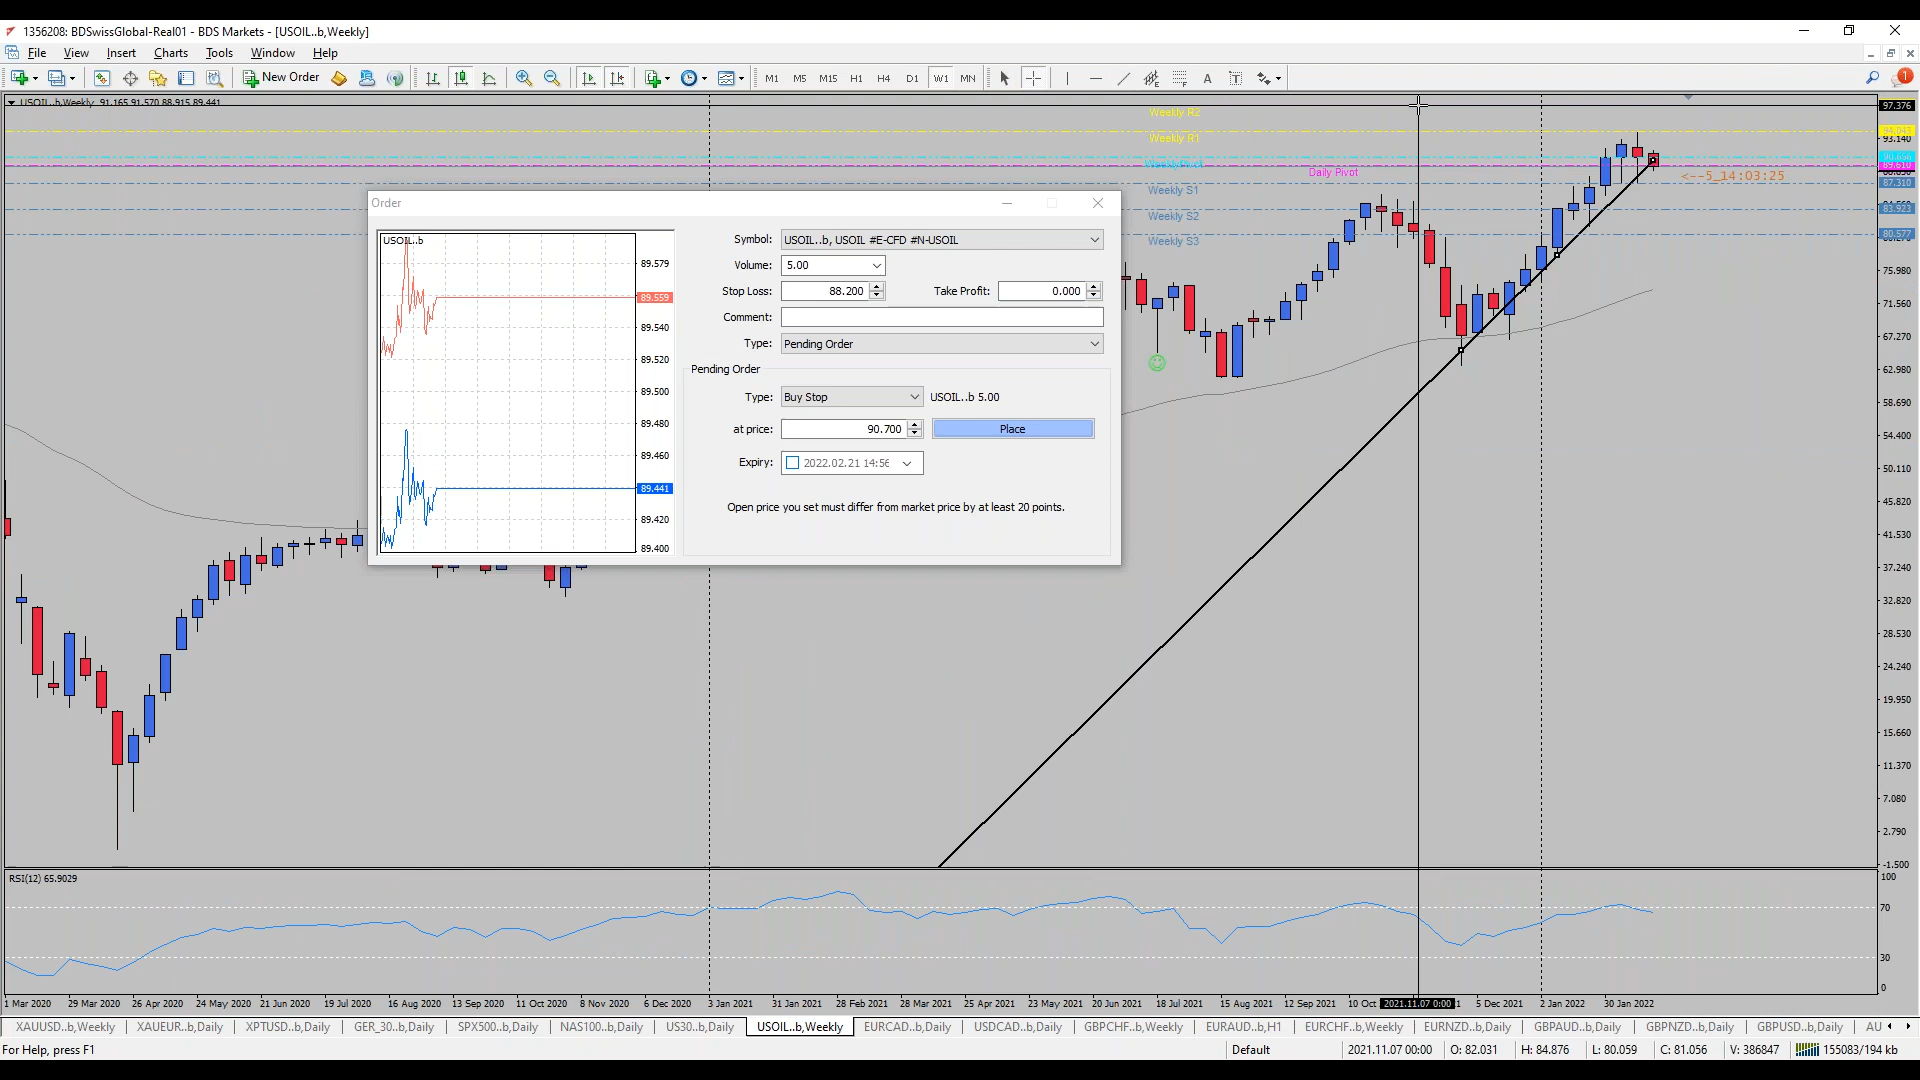 1356208: BDSwissGlobal-Real01 - BDS Markets - [USOIL..b,Weekly]
File View Insert Charts Tools Window Help
New Order M1 M5 M15 H1 H4 D1 W1 MN A T 1
USOIL..b,Weekly 91.165 91.570 88.915 89.441
Weekly R2
Weekly R1
Daily Pivot
Weekly S1
Weekly S2
Weekly S3
<--5_14:03:25
Order
USOIL..b
89.579
89.559
89.540
89.520
89.500
89.480
89.460
89.441
89.420
89.400
Symbol: USOIL..b, USOIL #E-CFD #N-USOIL
Volume: 5.00
Stop Loss: 88.200 Take Profit: 0.000
Comment:
Type: Pending Order
Pending Order
Type: Buy Stop USOIL..b 5.00
at price: 90.700 Place
Expiry: 2022.02.21 14:56
Open price you set must differ from market price by at least 20 points.
97.376
93.140
89.610
87.310
83.923
80.577
75.980
71.560
67.270
62.980
58.690
54.400
50.110
45.820
41.530
37.240
32.820
28.530
24.240
19.950
15.660
11.370
7.080
2.790
-1.500
RSI(12) 65.9029
100
70
30
0
1 Mar 2020 29 Mar 2020 26 Apr 2020 24 May 2020 21 Jun 2020 19 Jul 2020 16 Aug 2020 13 Sep 2020 11 Oct 2020 8 Nov 2020 6 Dec 2020 3 Jan 2021 31 Jan 2021 28 Feb 2021 28 Mar 2021 25 Apr 2021 23 May 2021 20 Jun 2021 18 Jul 2021 15 Aug 2021 12 Sep 2021 10 Oct 2021.11.07 0:00 1 5 Dec 2021 2 Jan 2022 30 Jan 2022
XAUUSD..b,Weekly XAUEUR..b,Daily XPTUSD..b,Daily GER_30..b,Daily SPX500..b,Daily NAS100..b,Daily US30..b,Daily USOIL..b,Weekly EURCAD..b,Daily USDCAD..b,Daily GBPCHF..b,Weekly EURAUD..b,H1 EURCHF..b,Weekly EURNZD..b,Daily GBPAUD..b,Daily GBPNZD..b,Daily GBPUSD..b,Daily AU
For Help, press F1 Default 2021.11.07 00:00 O: 82.031 H: 84.876 L: 80.059 C: 81.056 V: 386847 155083/194 kb